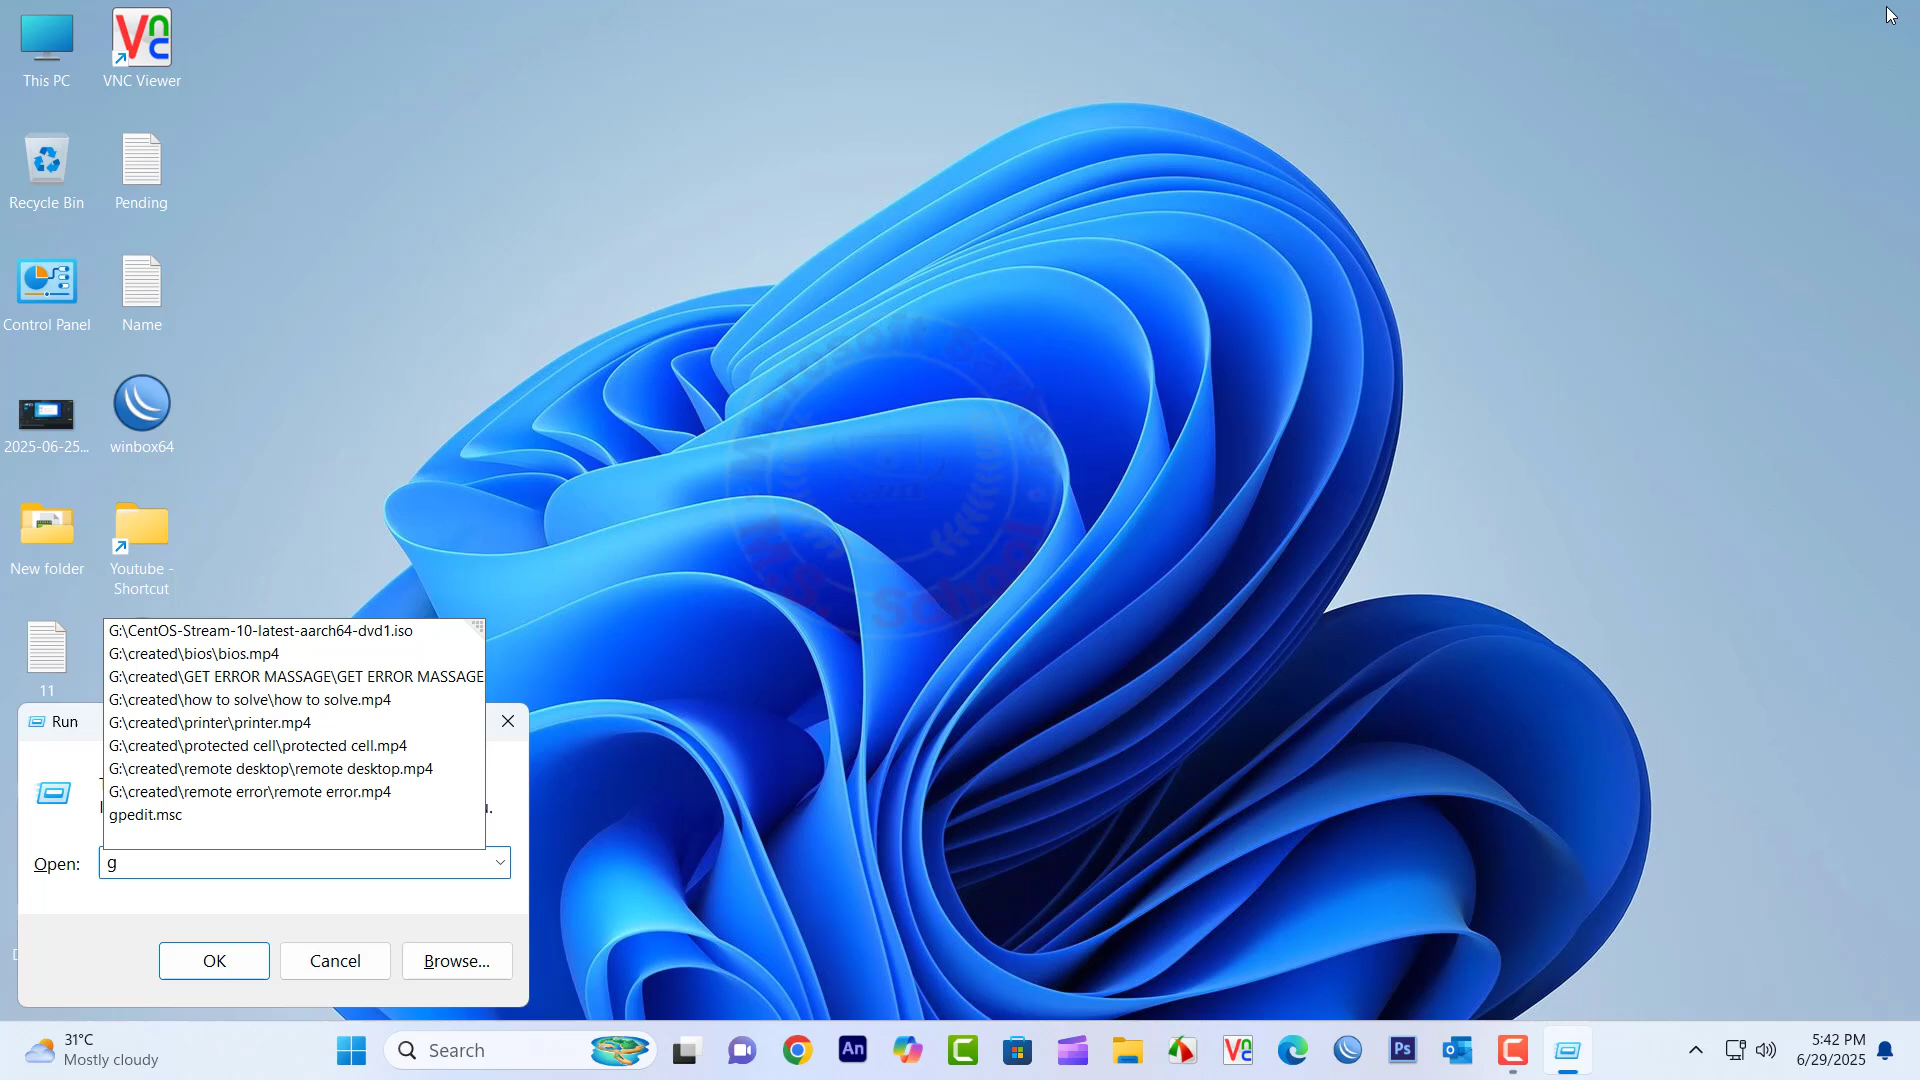 This PC
VNC Viewer
Recycle Bin
Pending
Control Panel
Name
2025-06-25...
winbox64
New folder
Youtube -
Shortcut
11
G:\CentOS-Stream-10-latest-aarch64-dvd1.iso
G:\created\bios\bios.mp4
G:\created\GET ERROR MASSAGE\GET ERROR MASSAGE
G:\created\how to solve\how to solve.mp4
G:\created\printer\printer.mp4
G:\created\protected cell\protected cell.mp4
G:\created\remote desktop\remote desktop.mp4
G:\created\remote error\remote error.mp4
gpedit.msc
Run
Open:
g
OK
Cancel
Browse...
31°C
Mostly cloudy
Search
An
Ps
5:42 PM
6/29/2025